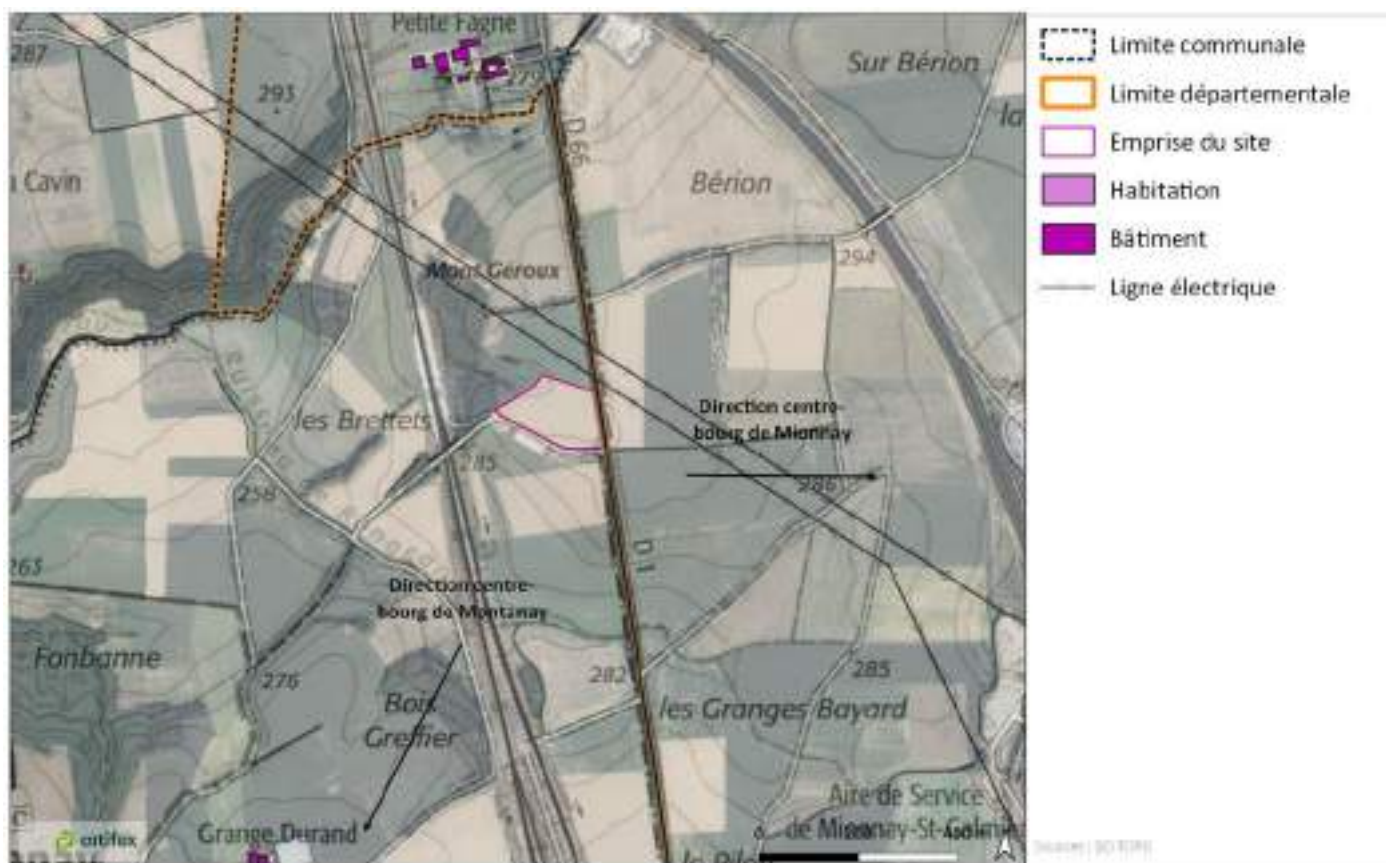 Petite Fagne
287
293
Sur Bérion
Cavin
D 66
Bérion
Mont Géroux
294
les Brettets
285
Direction centre-
bourg de Mionnay
286
258
263
D 1
Direction centre-
bourg de Montanay
Fonbanne
276
282
285
Bois
Greffier
les Granges Bayard
Aire de Service
Grange Durand
Limite communale
Limite départementale
Emprise du site
Habitation
Bâtiment
Ligne électrique